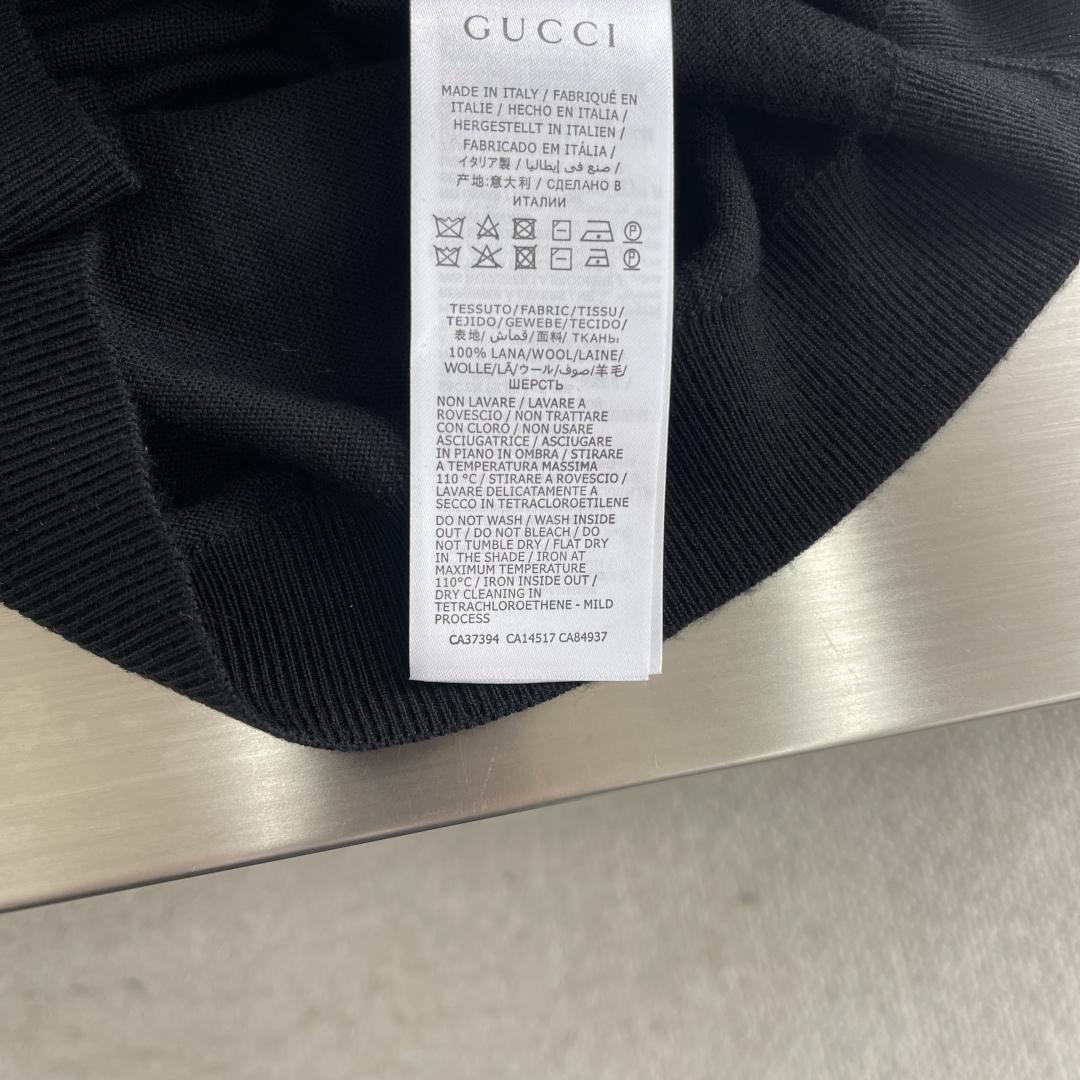 GUCCI
MADE IN ITALY / FABRIQUÉ EN
ITALIE / HECHO EN ITALIA /
HERGESTELLT IN ITALIEN /
FABRICADO EM ITÁLIA /
イタリア製 / صنع في إيطاليا /
产地:意大利 / СДЕЛАНО В
ИТАЛИИ
TESSUTO/FABRIC/TISSU/
TEJIDO/GEWEBE/TECIDO/
表地/قماش/面料/ ТКАНЬ:
100% LANA/WOOL/LAINE/
WOLLE/LÃ/ウール/صوف/羊毛/
ШЕРСТЬ
NON LAVARE / LAVARE A
ROVESCIO / NON TRATTARE
CON CLORO / NON USARE
ASCIUGATRICE / ASCIUGARE
IN PIANO IN OMBRA / STIRARE
A TEMPERATURA MASSIMA
110 °C / STIRARE A ROVESCIO /
LAVARE DELICATAMENTE A
SECCO IN TETRACLOROETILENE
DO NOT WASH / WASH INSIDE
OUT / DO NOT BLEACH / DO
NOT TUMBLE DRY / FLAT DRY
IN THE SHADE / IRON AT
MAXIMUM TEMPERATURE
110°C / IRON INSIDE OUT /
DRY CLEANING IN
TETRACHLOROETHENE - MILD
PROCESS
CA37394 CA14517 CA84937